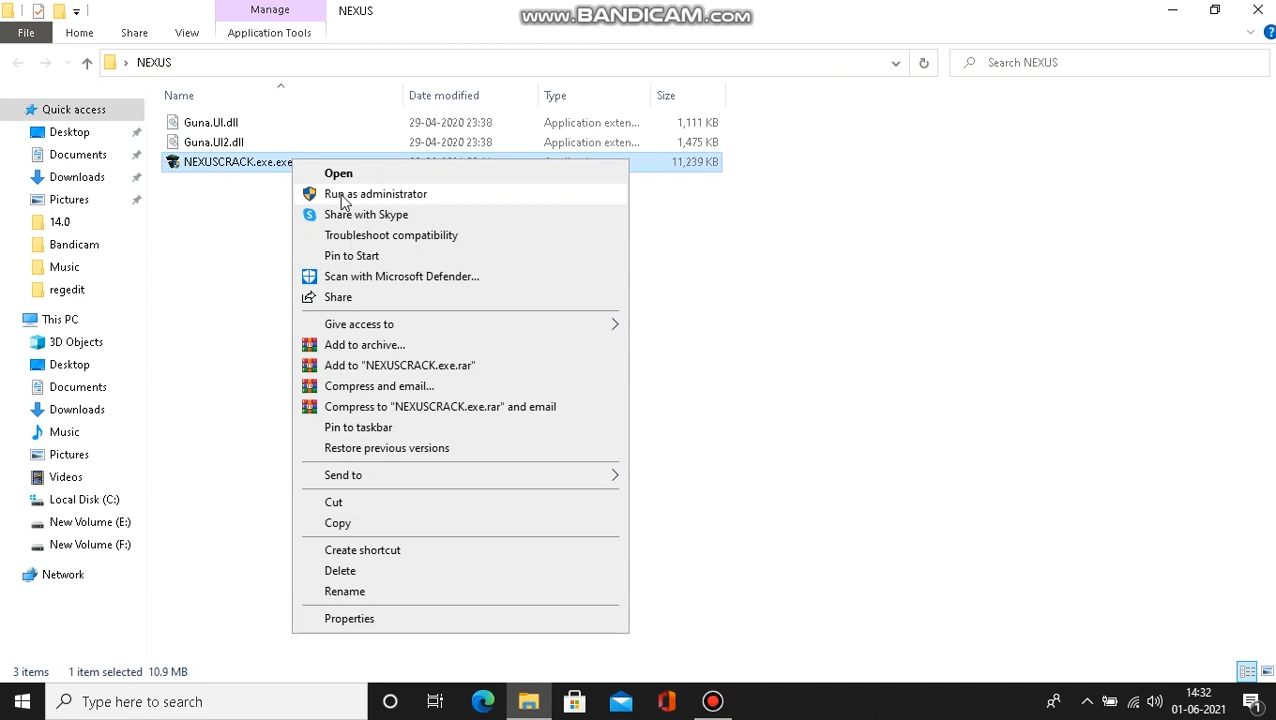 Manage
NEXUS
www.BANDICAM.com
File
Home
Share
View
Application Tools
NEXUS
Search NEXUS
Name
Date modified
Type
Size
Quick access
Desktop
Documents
Downloads
Pictures
14.0
Bandicam
Music
regedit
This PC
3D Objects
Desktop
Documents
Downloads
Music
Pictures
Videos
Local Disk (C:)
New Volume (E:)
New Volume (F:)
Network
Guna.UI.dll 29-04-2020 23:38 Application exten... 1,111 KB
Guna.UI2.dll 29-04-2020 23:38 Application exten... 1,475 KB
NEXUSCRACK.exe.exe 11,239 KB
Open
Run as administrator
Share with Skype
Troubleshoot compatibility
Pin to Start
Scan with Microsoft Defender...
Share
Give access to
Add to archive...
Add to "NEXUSCRACK.exe.rar"
Compress and email...
Compress to "NEXUSCRACK.exe.rar" and email
Pin to taskbar
Restore previous versions
Send to
Cut
Copy
Create shortcut
Delete
Rename
Properties
3 items
1 item selected 10.9 MB
Type here to search
14:32
01-06-2021
1